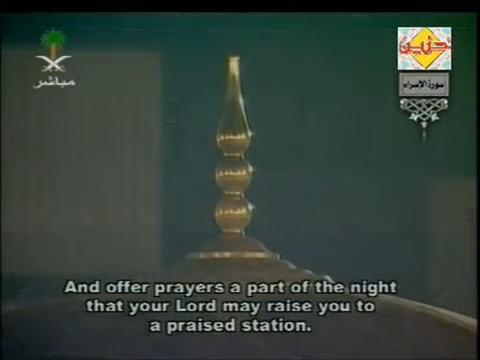 حزين
مباشر
سورة الإسراء
And offer prayers a part of the night
that your Lord may raise you to
a praised station.